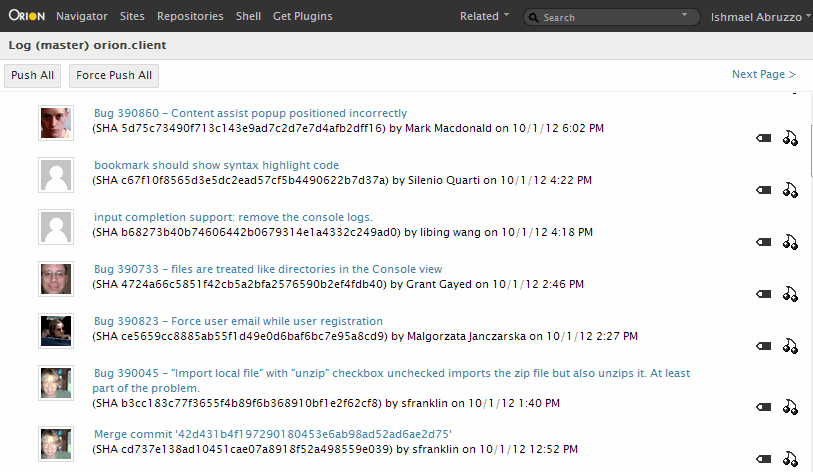 ORION Navigator Sites Repositories Shell Get Plugins Related Search Ishmael Abruzzo
Log (master) orion.client
Push All Force Push All Next Page >
Bug 390860 - Content assist popup positioned incorrectly
(SHA 5d75c73490f713c143e9ad7c2d7e7d4afb2dff16) by Mark Macdonald on 10/1/12 6:02 PM
bookmark should show syntax highlight code
(SHA c67f10f8565d3e5dc2ead57cf5b4490622b7d37a) by Silenio Quarti on 10/1/12 4:22 PM
input completion support: remove the console logs.
(SHA b68273b40b74606442b0679314e1a4332c249ad0) by libing wang on 10/1/12 4:18 PM
Bug 390733 - files are treated like directories in the Console view
(SHA 4724a66c5851f42cb5a2bfa2576590b2ef4fdb40) by Grant Gayed on 10/1/12 2:46 PM
Bug 390823 - Force user email while user registration
(SHA ce5659cc8885ab55f1d49e0d6baf6bc7e95a8cd9) by Malgorzata Janczarska on 10/1/12 2:27 PM
Bug 390045 - "Import local file" with "unzip" checkbox unchecked imports the zip file but also unzips it. At least
part of the problem.
(SHA b3cc183c77f3655f4b89f6b368910bf1e2f62cf8) by sfranklin on 10/1/12 1:40 PM
Merge commit '42d431b4f197290180453e6ab98ad52ad6ae2d75'
(SHA cd737e138ad10451cae07a8918f52a498559e039) by sfranklin on 10/1/12 12:52 PM